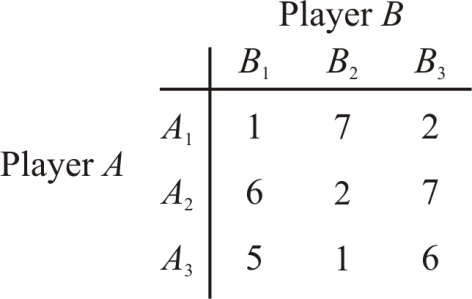 Player B
B₁ B₂ B₃
A₁ 1 7 2
Player A
A₂ 6 2 7
A₃ 5 1 6